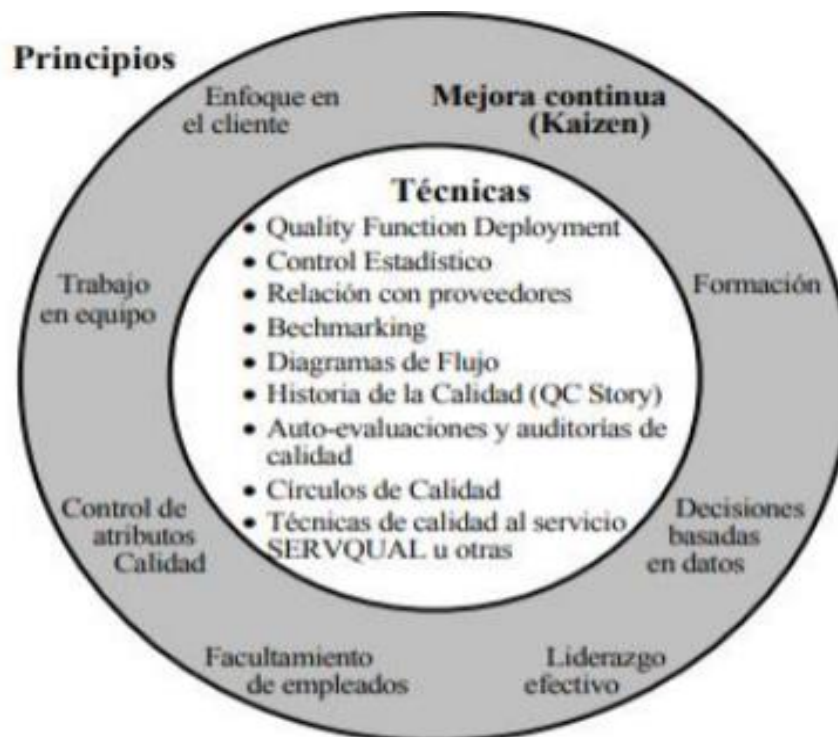 Principios
Enfoque en
el cliente
Mejora continua
(Kaizen)
Técnicas
• Quality Function Deployment
• Control Estadístico
• Relación con proveedores
• Bechmarking
• Diagramas de Flujo
• Historia de la Calidad (QC Story)
• Auto-evaluaciones y auditorías de
calidad
• Círculos de Calidad
• Técnicas de calidad al servicio
SERVQUAL u otras
Trabajo
en equipo
Formación
Control de
atributos
Calidad
Decisiones
basadas
en datos
Facultamiento
de empleados
Liderazgo
efectivo